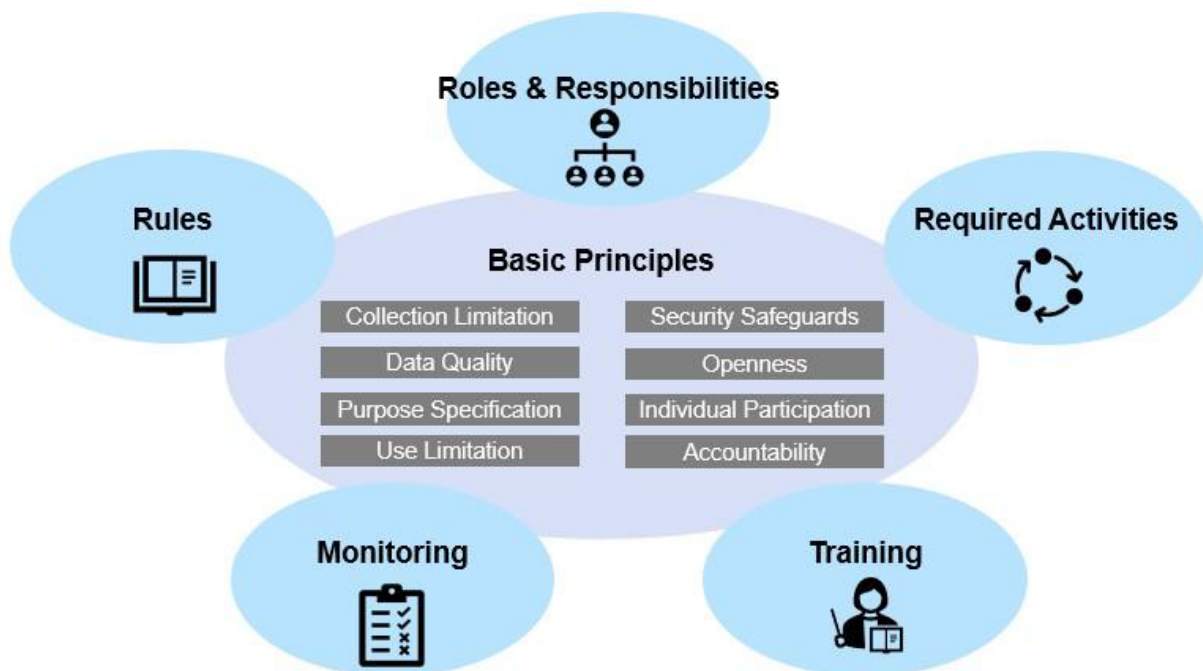 Roles & Responsibilities
Rules
Required Activities
Basic Principles
Collection Limitation
Security Safeguards
Data Quality
Openness
Purpose Specification
Individual Participation
Use Limitation
Accountability
Monitoring
Training